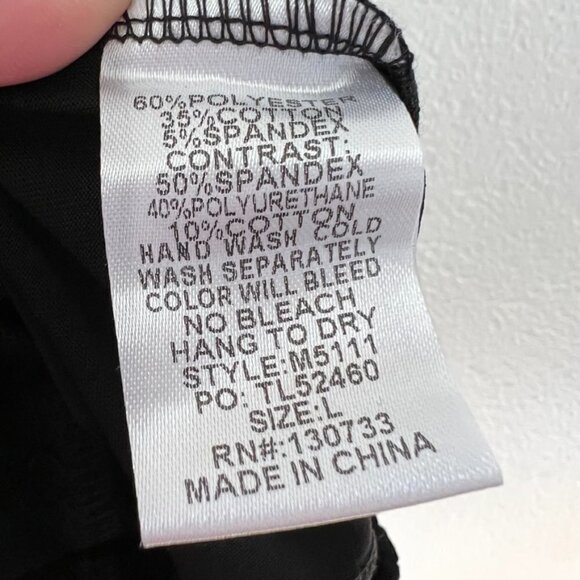 60%POLYESTER
35%COTTON
5%SPANDEX
CONTRAST:
50%SPANDEX
40%POLYURETHANE
10%COTTON
HAND WASH COLD
WASH SEPARATELY
COLOR WILL BLEED
NO BLEACH
HANG TO DRY
STYLE:M5111
PO: TL52460
SIZE:L
RN#:130733
MADE IN CHINA